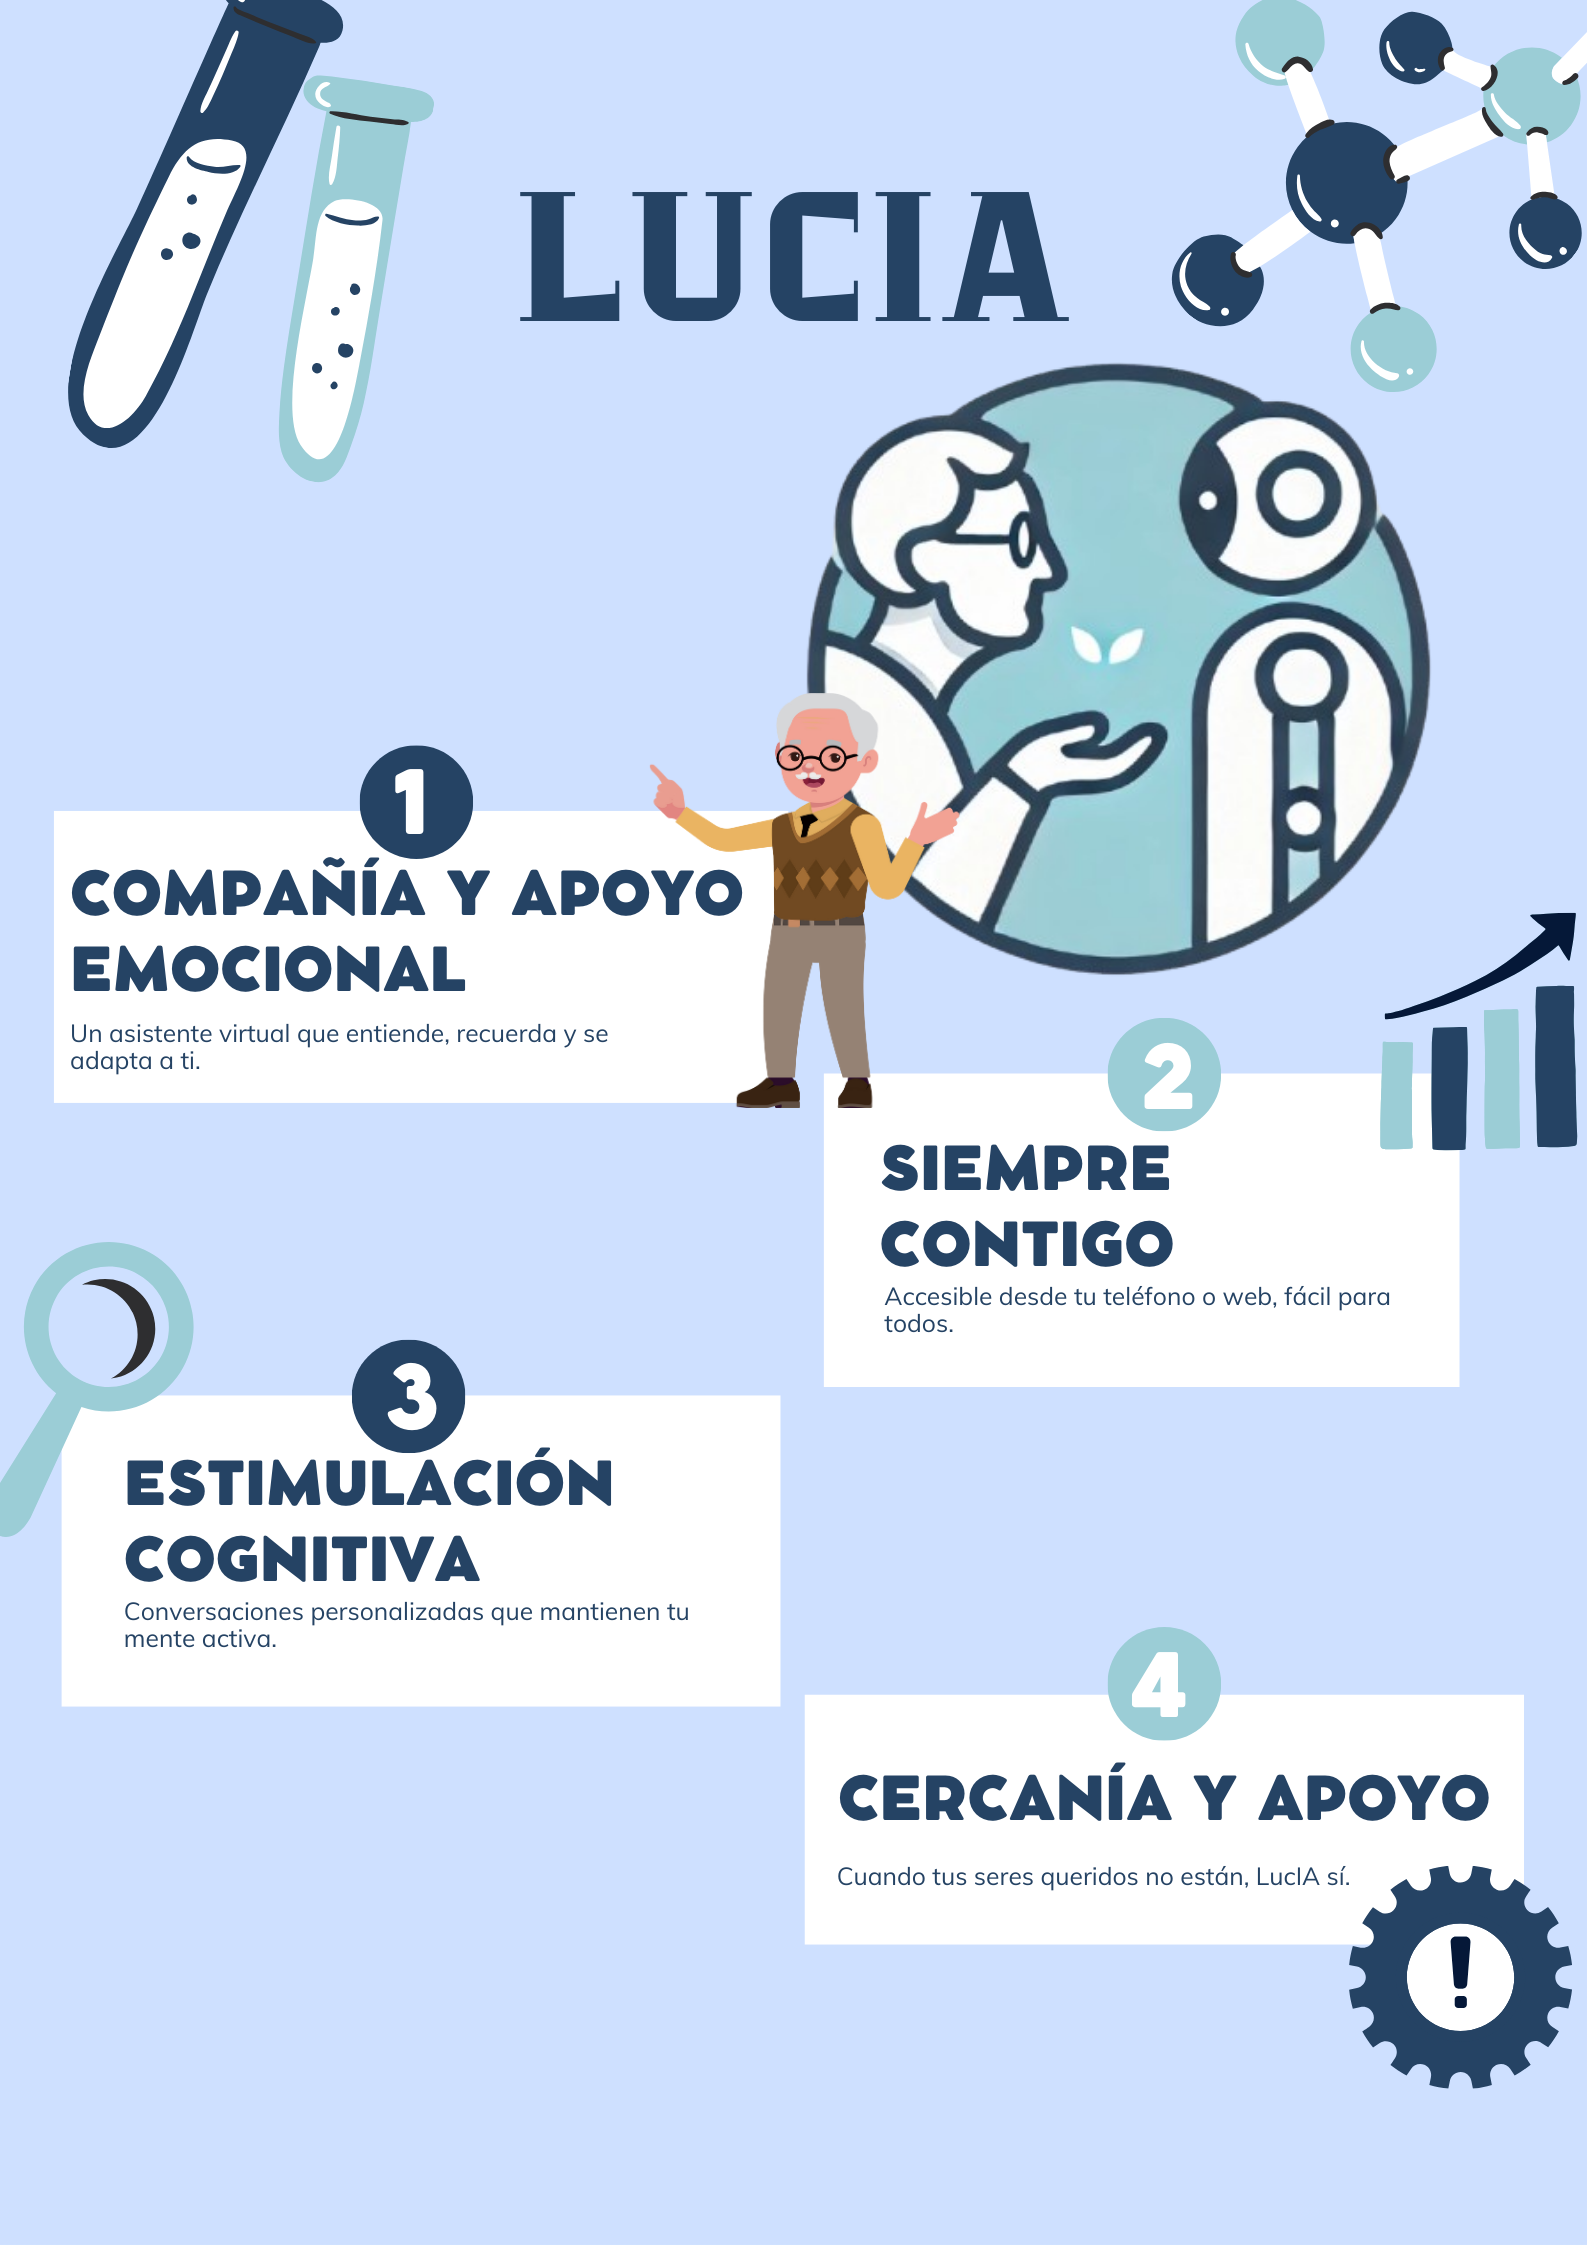 LUCIA
1
COMPAÑÍA Y APOYO
EMOCIONAL
Un asistente virtual que entiende, recuerda y se
adapta a ti.
2
SIEMPRE
CONTIGO
Accesible desde tu teléfono o web, fácil para
todos.
3
ESTIMULACIÓN
COGNITIVA
Conversaciones personalizadas que mantienen tu
mente activa.
4
CERCANÍA Y APOYO
Cuando tus seres queridos no están, LucIA sí.
!